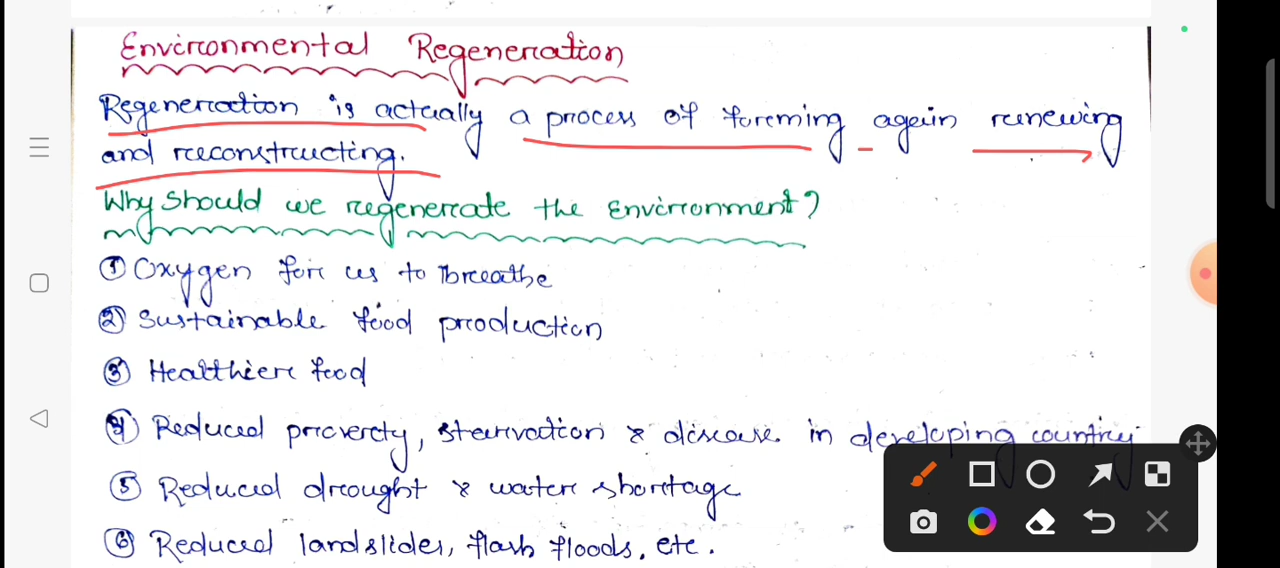 Environmental Regeneration
Regeneration is actually a process of foreming again renewing
and reconstructing.
Why should we regenerate the Environment?
① Oxygen for us to breathe
② Sustainable food production
③ Healthier food
④ Reduced proverty, starvation & disease. in developing country
⑤ Reduced drought & water shortage
⑥ Reduced landslides, flash floods, etc.